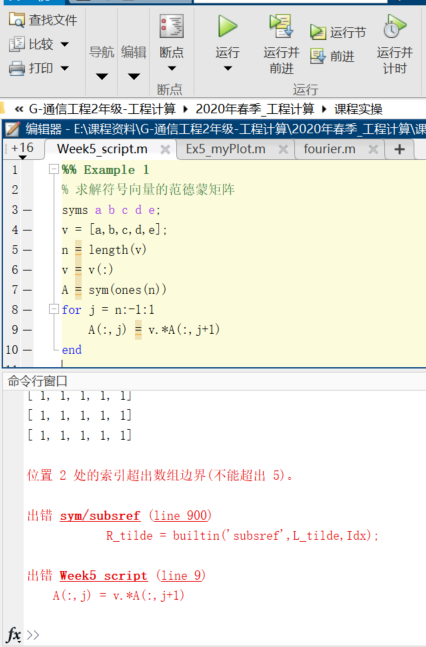 查找文件
比较
打印
导航
编辑
断点
运行
运行并
前进
运行节
前进
运行并
计时
断点
运行
« G-通信工程2年级-工程计算 ▸ 2020年春季_工程计算 ▸ 课程实操
编辑器 - E:\课程资料\G-通信工程2年级-工程计算\2020年春季_工程计算\课
+16 Week5_script.m × Ex5_myPlot.m × fourier.m × +
1 %% Example 1
2 % 求解符号向量的范德蒙矩阵
3 — syms a b c d e;
4 — v = [a,b,c,d,e];
5 — n = length(v)
6 — v = v(:)
7 — A = sym(ones(n))
8 — for j = n:-1:1
9 — A(:,j) = v.*A(:,j+1)
10 — end
命令行窗口
[ 1, 1, 1, 1, 1]
[ 1, 1, 1, 1, 1]
[ 1, 1, 1, 1, 1]
位置 2 处的索引超出数组边界(不能超出 5)。
出错 sym/subsref (line 900)
R_tilde = builtin('subsref',L_tilde,Idx);
出错 Week5_script (line 9)
A(:,j) = v.*A(:,j+1)
fx >>